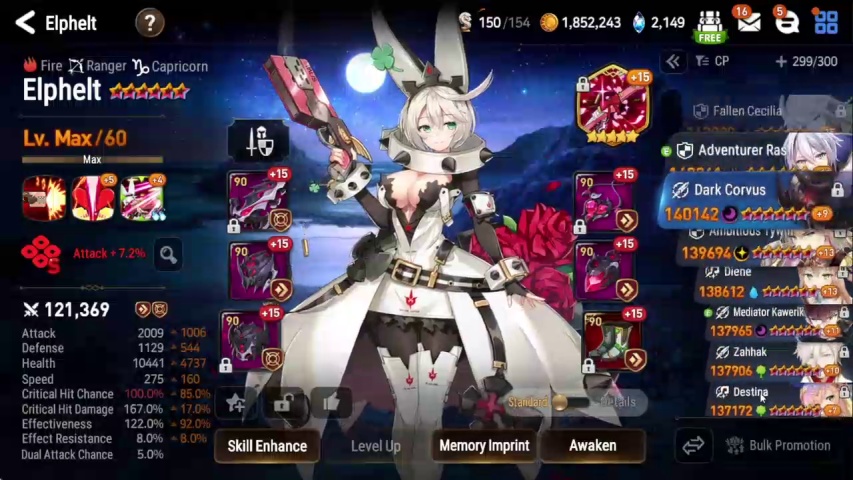 Elphelt
?
150/154
1,852,243
2,149
FREE
16
5
Fire Ranger Capricorn
Elphelt
Lv. Max/60
Max
+5
+4
S
Attack + 7.2%
121,369
Attack 2009 1006
Defense 1129 544
Health 10441 4737
Speed 275 160
Critical Hit Chance 100.0% 85.0%
Critical Hit Damage 167.0% 17.0%
Effectiveness 122.0% 92.0%
Effect Resistance 8.0% 8.0%
Dual Attack Chance 5.0%
+15
90 +15
90 +15
90 +15
90 +15
90 +15
90 +15
Standard Details
Skill Enhance
Level Up
Memory Imprint
Awaken
CP
299/300
Fallen Cecilia
Adventurer Ras
Dark Corvus
140142 +9
Ambitious Tywin
139694 +13
Diene
138612 +13
Mediator Kawerik
137965
Zahhak
137906 +10
Destina
137172 +7
Bulk Promotion